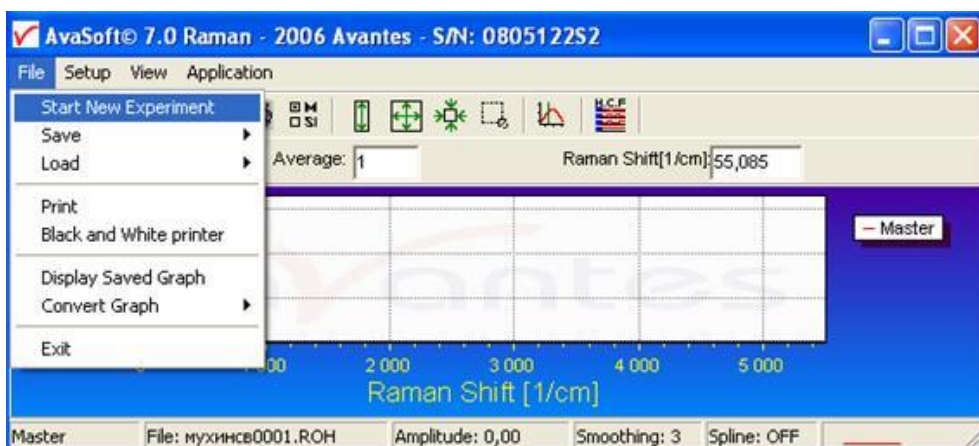 AvaSoft© 7.0 Raman - 2006 Avantes - S/N: 0805122S2
File Setup View Application
Start New Experiment
Save
Load
Average: 1 Raman Shift[1/cm]: 55,085
Print
Black and White printer
Master
Display Saved Graph
Convert Graph
Exit
2 000 3 000 4 000 5 000
Raman Shift [1/cm]
Master File: мухинсв0001.ROH Amplitude: 0,00 Smoothing: 3 Spline: OFF